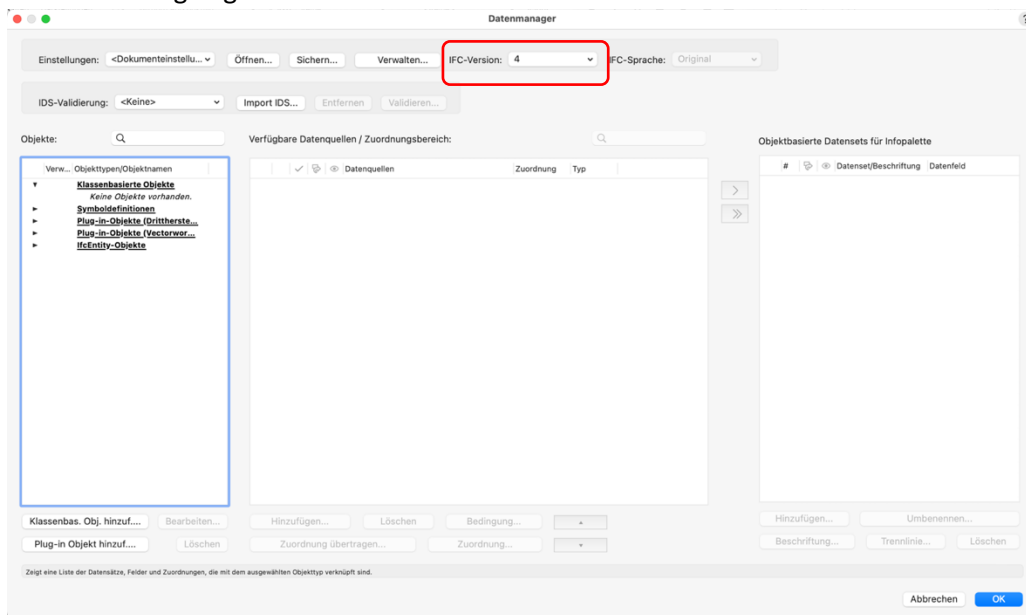 Datenmanager
?
Einstellungen: <Dokumenteinstellu... Öffnen... Sichern... Verwalten... IFC-Version: 4 IFC-Sprache: Original
IDS-Validierung: <Keine> Import IDS... Entfernen Validieren...
Objekte: Verfügbare Datenquellen / Zuordnungsbereich: Objektbasierte Datensets für Infopalette
Verw... Objekttypen/Objektnamen Datenquellen Zuordnung Typ # Datenset/Beschriftung Datenfeld
Klassenbasierte Objekte
Keine Objekte vorhanden.
Symboldefinitionen
Plug-in-Objekte (Dritterste...
Plug-in-Objekte (Vectorwor...
IfcEntity-Objekte
Klassenbas. Obj. hinzuf.... Bearbeiten... Hinzufügen... Löschen Bedingung... Hinzufügen... Umbenennen...
Plug-in Objekt hinzuf.... Löschen Zuordnung übertragen... Zuordnung... Beschriftung... Trennlinie... Löschen
Zeigt eine Liste der Datensätze, Felder und Zuordnungen, die mit dem ausgewählten Objekttyp verknüpft sind.
Abbrechen OK